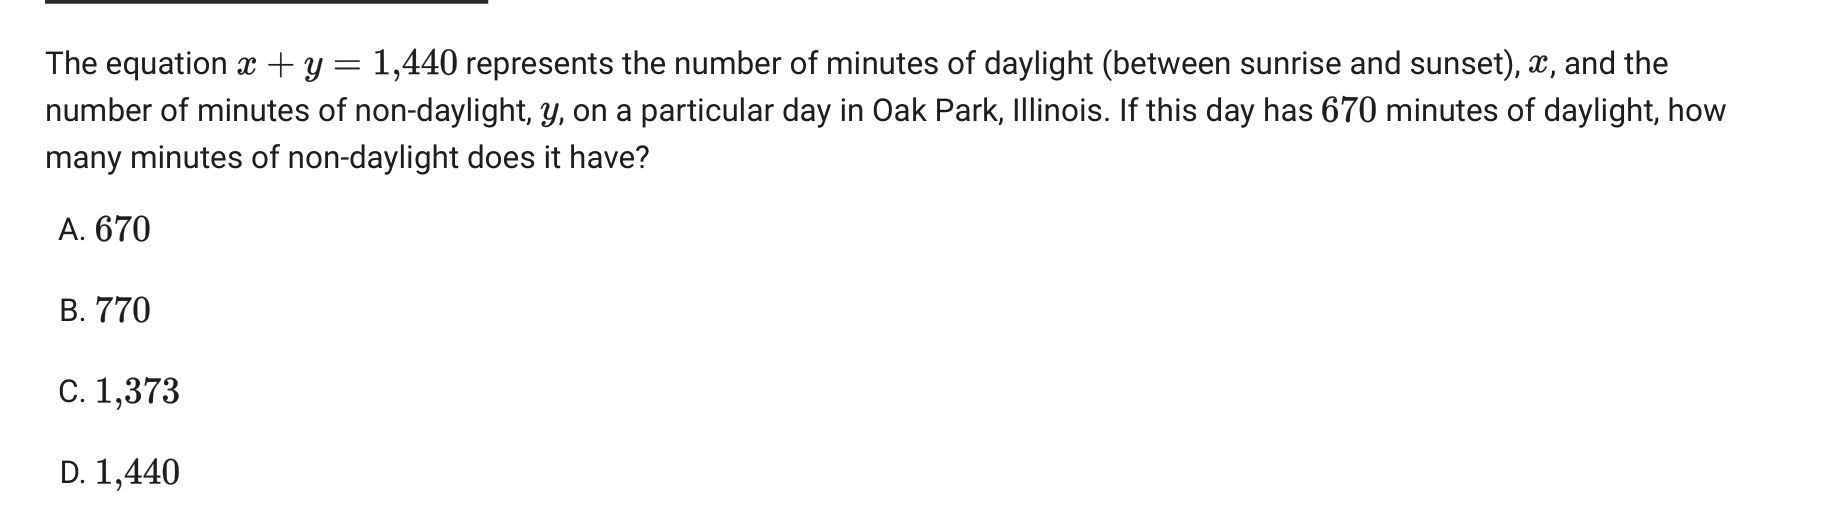 The equation x + y = 1,440 represents the number of minutes of daylight (between sunrise and sunset), x, and the
number of minutes of non-daylight, y, on a particular day in Oak Park, Illinois. If this day has 670 minutes of daylight, how
many minutes of non-daylight does it have?
A. 670
B. 770
C. 1,373
D. 1,440